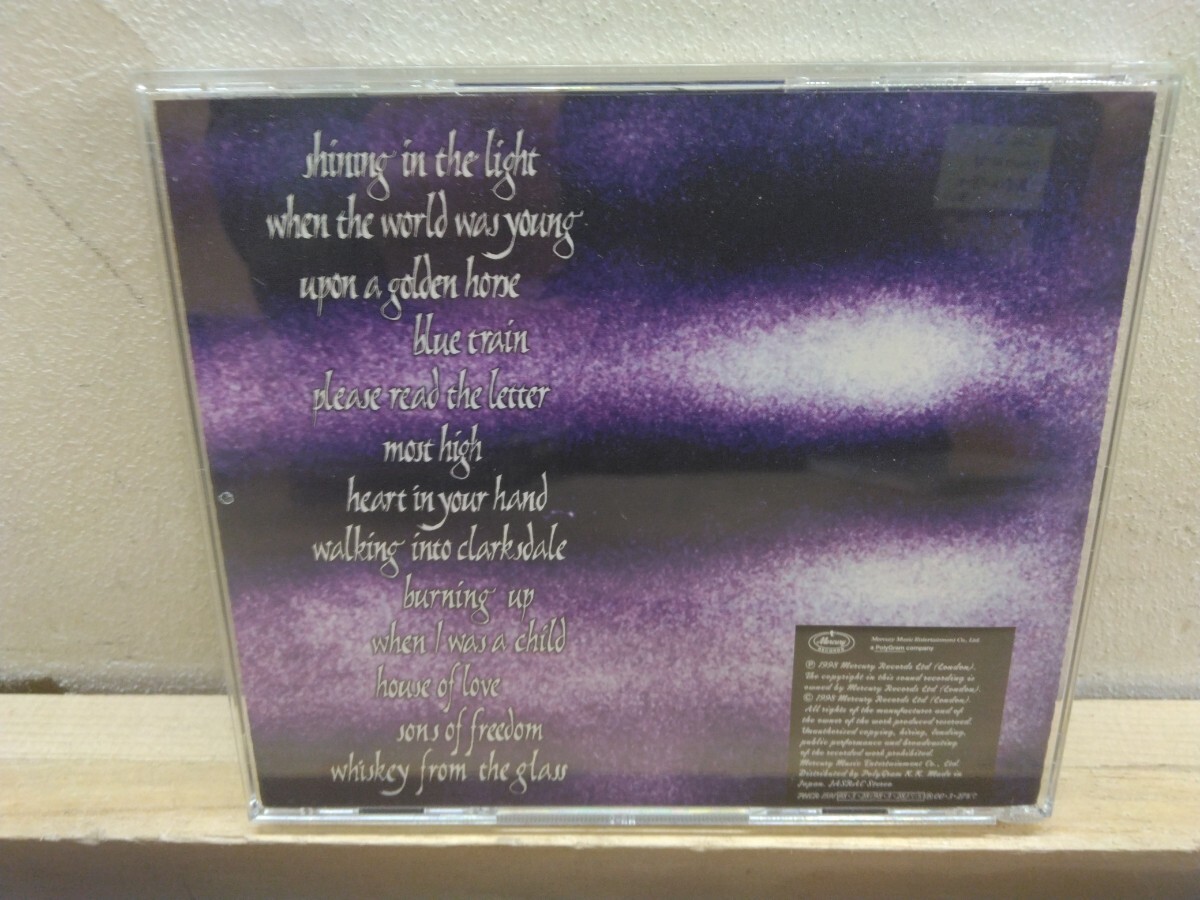 shining in the light
when the world was young
upon a golden horse
blue train
please read the letter
most high
heart in your hand
walking into clarksdale
burning up
when I was a child
house of love
sons of freedom
whiskey from the glass
Mercury
RECORDS
Mercury Music Entertainment Co., Ltd.
a PolyGram company
Ⓟ 1998 Mercury Records Ltd (London).
The copyright in this sound recording is
owned by Mercury Records Ltd (London).
© 1998 Mercury Records Ltd (London).
All rights of the manufacturer and of
the owner of the work produced reserved.
Unauthorised copying, hiring, lending,
public performance and broadcasting
of the recorded work prohibited.
Mercury Music Entertainment Co., Ltd.
Distributed by PolyGram K.K. Made in
Japan. JASRAC Stereo